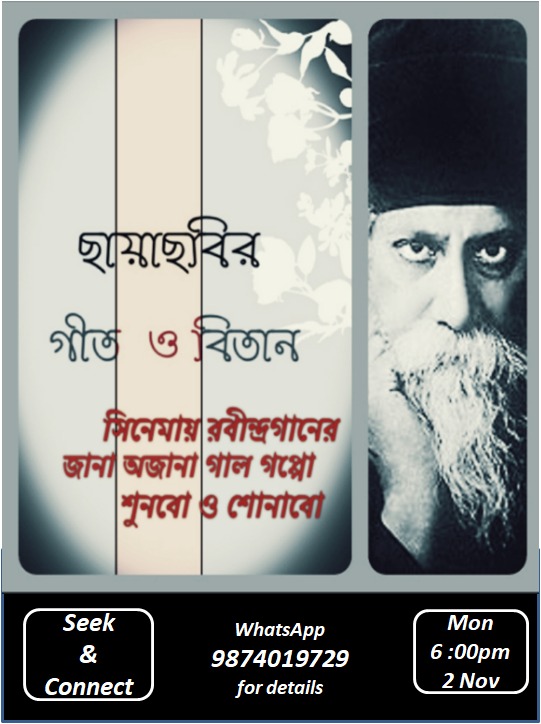 ছায়াছবির
গীত ও বিতান
সিনেমায় রবীন্দ্রগানের
জানা অজানা গাল গপ্পো
শুনবো ও শোনাবো
Seek
&
Connect
WhatsApp
9874019729
for details
Mon
6 :00pm
2 Nov